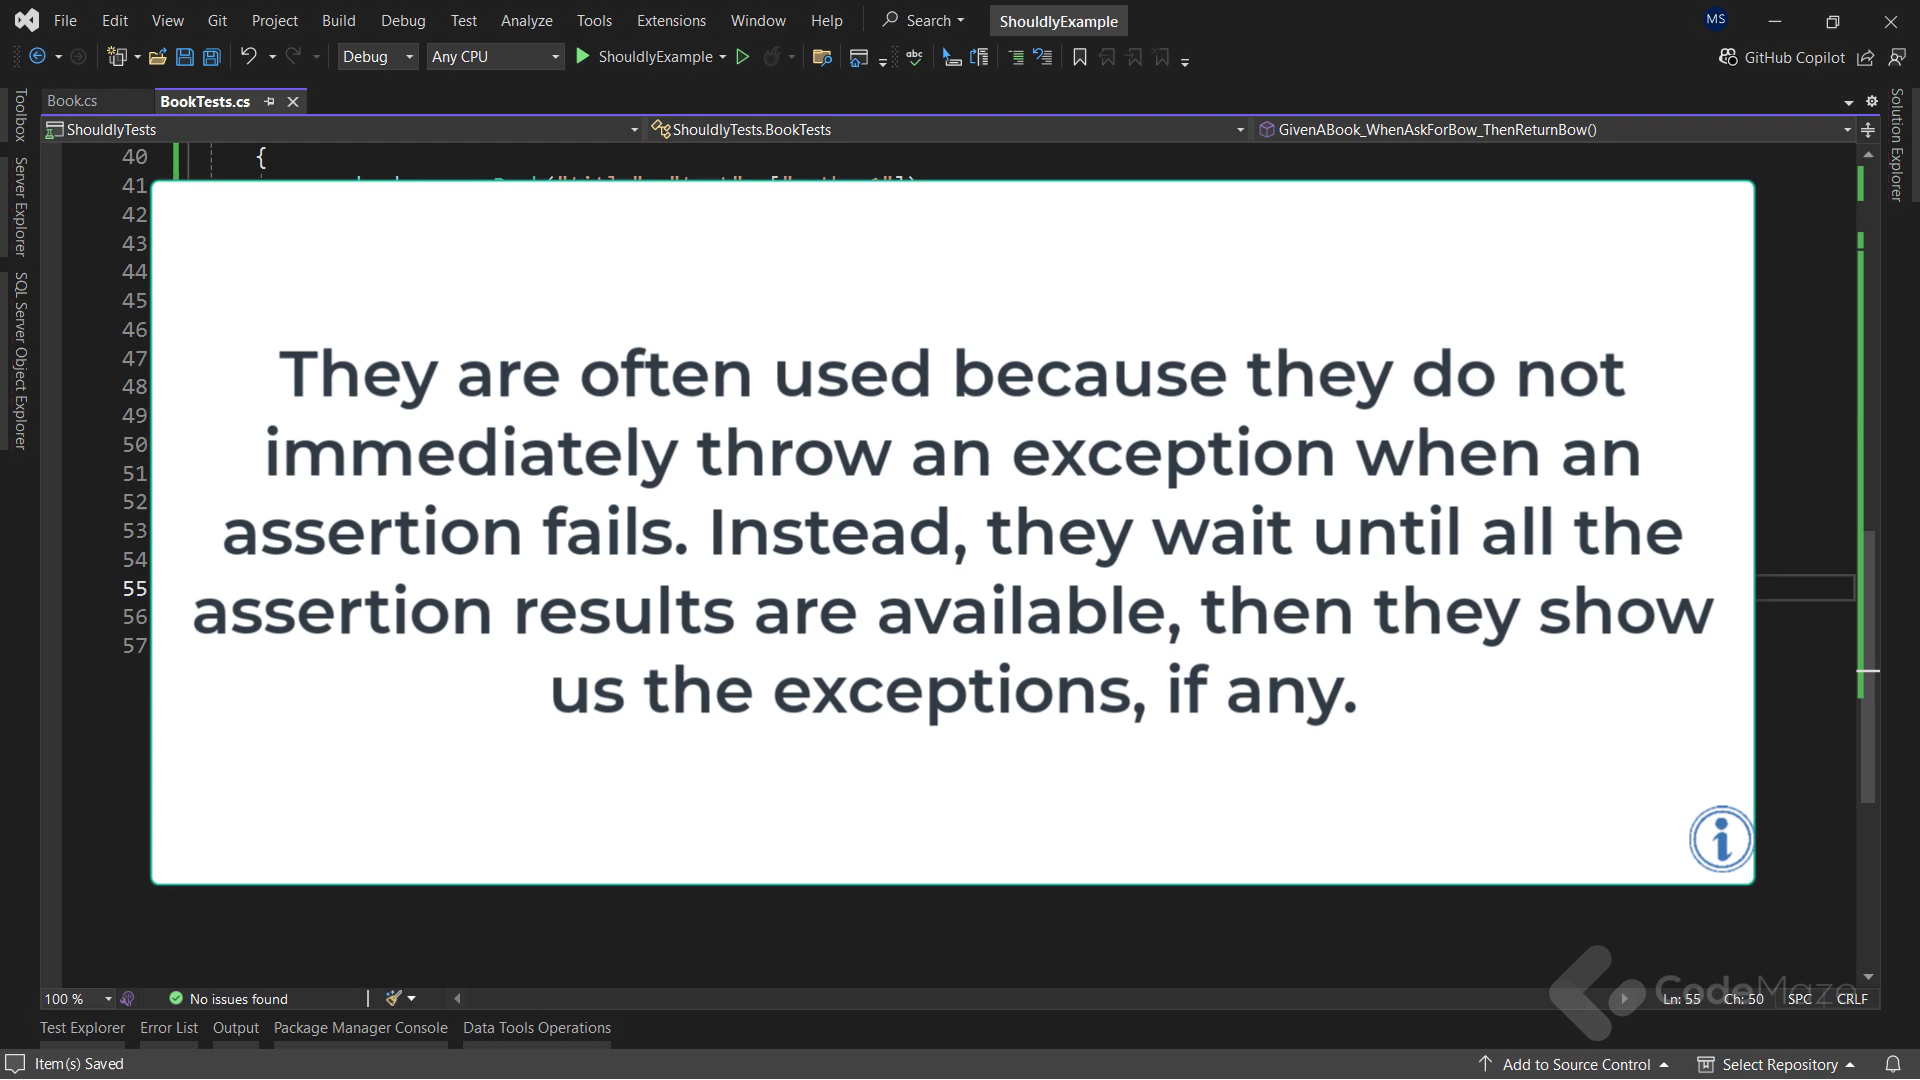 File Edit View Git Project Build Debug Test Analyze Tools Extensions Window Help Search ShouldlyExample MS
Debug Any CPU ShouldlyExample abc GitHub Copilot
Book.cs BookTests.cs
ShouldlyTests ShouldlyTests.BookTests GivenABook_WhenAskForBow_ThenReturnBow()
Toolbox
Server Explorer
SQL Server Object Explorer
Solution Explorer
40 {
41
42
43
44
45
46
47
48
49
50
51
52
53
54
55
56
57
They are often used because they do not
immediately throw an exception when an
assertion fails. Instead, they wait until all the
assertion results are available, then they show
us the exceptions, if any.
CodeMaze
100 % No issues found Ln: 55 Ch: 50 SPC CRLF
Test Explorer Error List Output Package Manager Console Data Tools Operations
Item(s) Saved Add to Source Control Select Repository